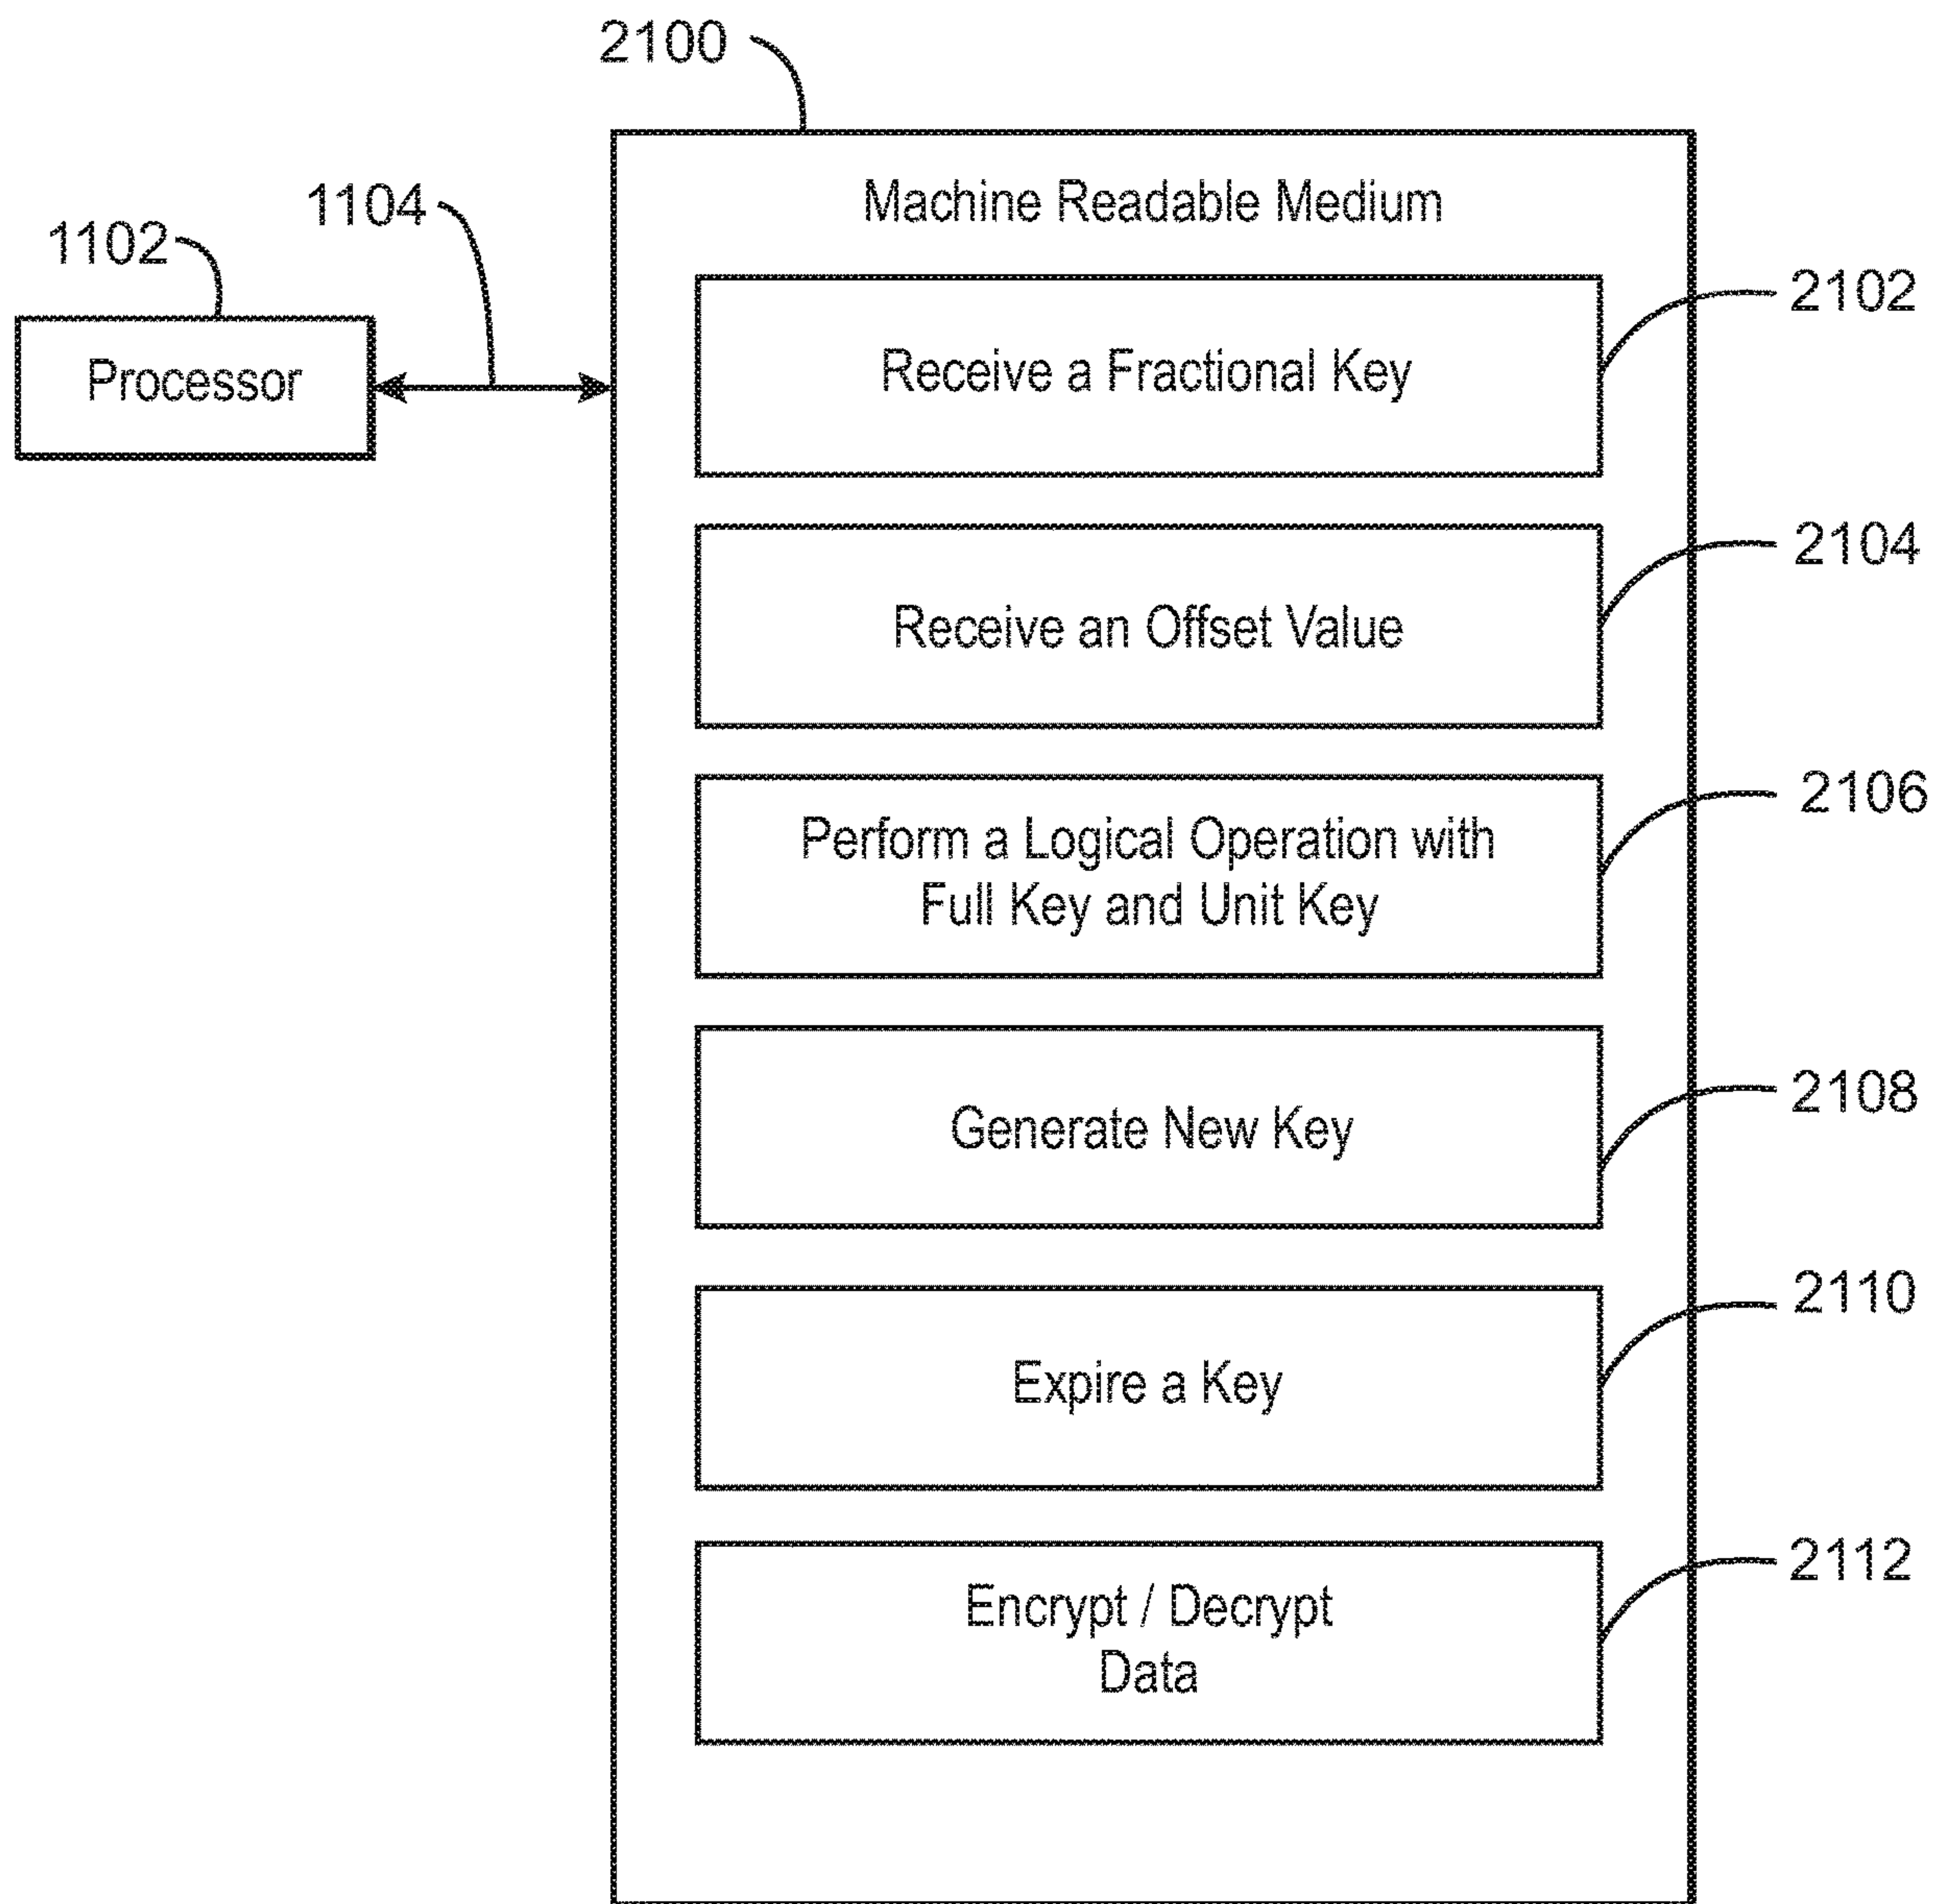 2100
Machine Readable Medium
1104
1102
Processor
2102
Receive a Fractional Key
2104
Receive an Offset Value
2106
Perform a Logical Operation with
Full Key and Unit Key
2108
Generate New Key
2110
Expire a Key
2112
Encrypt / Decrypt
Data